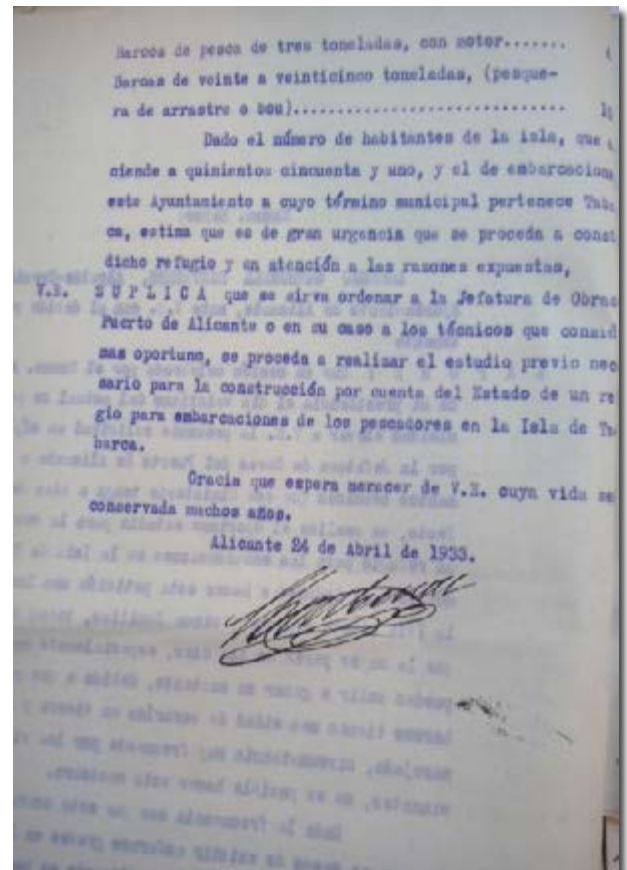 Barcos de pesca de tres toneladas, con motor.......
Barcas de veinte a veinticinco toneladas, (pesque-
ra de arrastre o bou)..............................
Dado el número de habitantes de la isla, que
ciende a quinientos cincuenta y uno, y el de embarcacion
este Ayuntamiento a cuyo término municipal pertenece Taba
ca, estima que es de gran urgencia que se proceda a const
dicho refugio y en atención a las razones expuestas,
V.E. S U P L I C A que se sirva ordenar a la Jefatura de Obras
Puerto de Alicante o en su caso a los técnicos que consid
mas oportuno, se proceda a realizar el estudio previo nec
sario para la construcción por cuenta del Estado de un re
gio para embarcaciones de los pescadores en la Isla de Ta
barca.
Gracia que espera merecer de V.E. cuya vida se
conservada muchos años.
Alicante 24 de Abril de 1933.